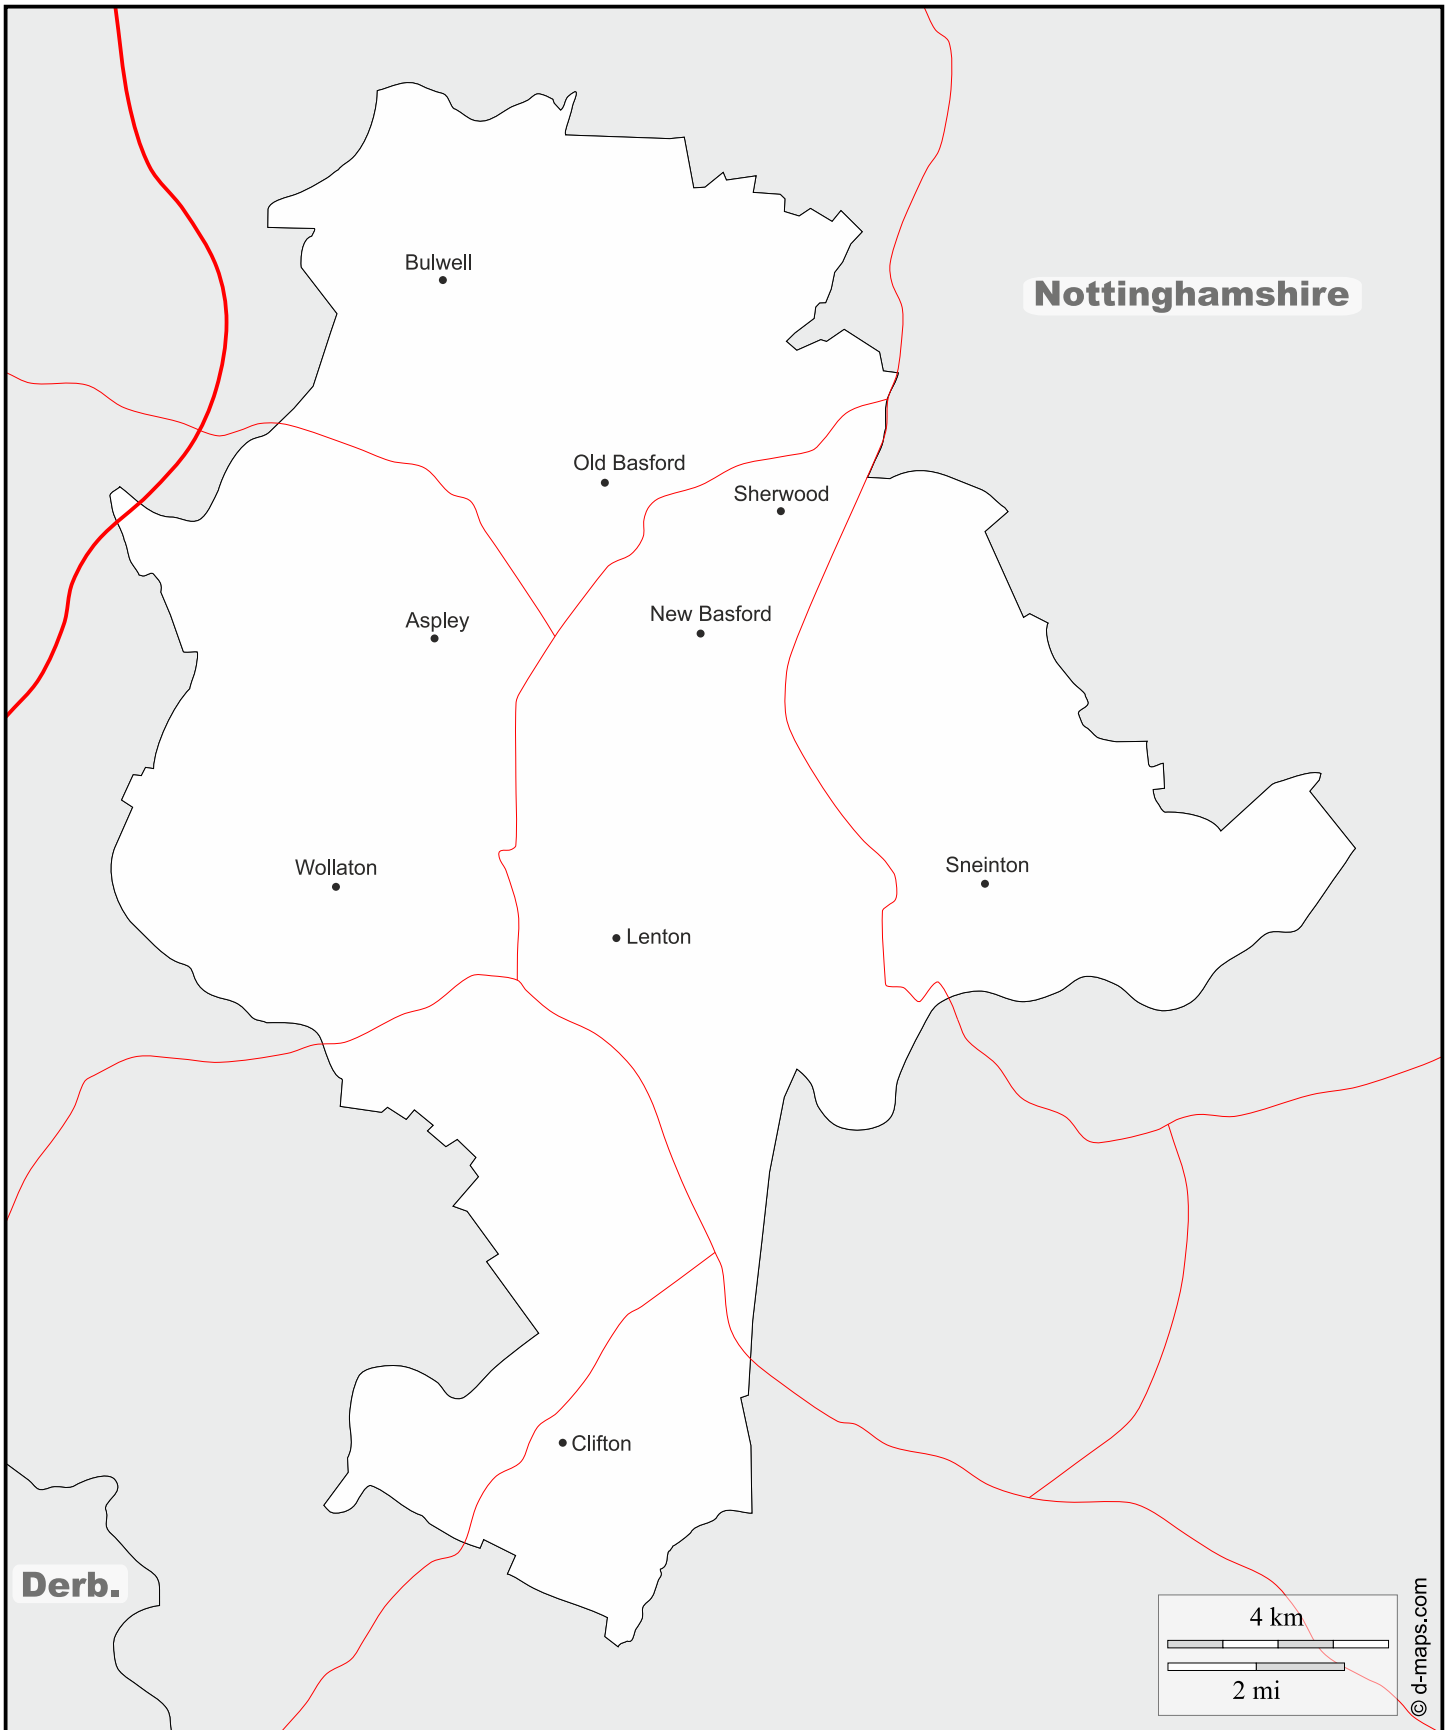 Bulwell
Nottinghamshire
Old Basford
Sherwood
New Basford
Aspley
Wollaton
Sneinton
Lenton
Clifton
Derb.
4 km
2 mi
© d-maps.com